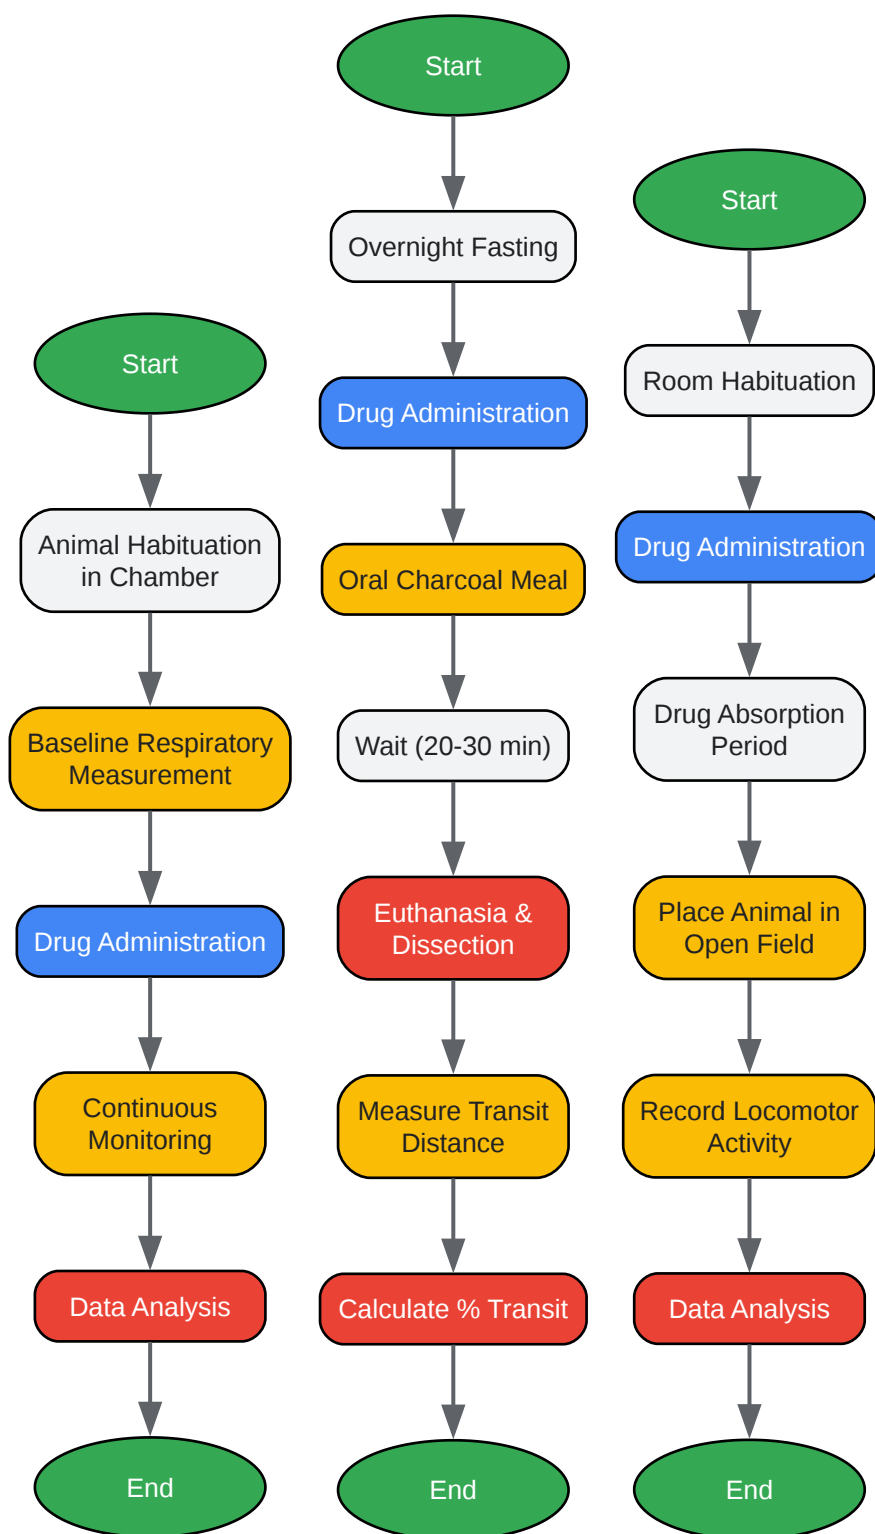 Start
Animal Habituation
in Chamber
Baseline Respiratory
Measurement
Drug Administration
Continuous
Monitoring
Data Analysis
End
Start
Overnight Fasting
Drug Administration
Oral Charcoal Meal
Wait (20-30 min)
Euthanasia &
Dissection
Measure Transit
Distance
Calculate % Transit
End
Start
Room Habituation
Drug Administration
Drug Absorption
Period
Place Animal in
Open Field
Record Locomotor
Activity
Data Analysis
End